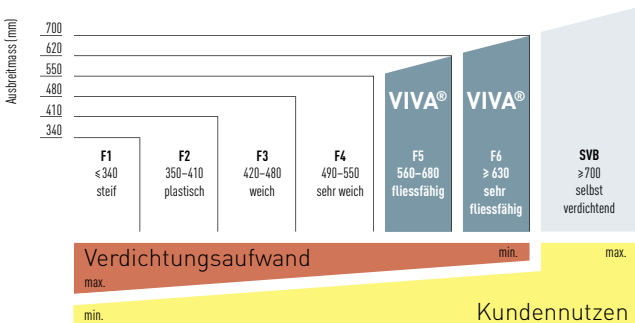 Ausbreitmass (mm)
700
620
550
480
410
340
F1
≤340
steif
F2
350–410
plastisch
F3
420–480
weich
F4
490–550
sehr weich
VIVA®
F5
560–680
fliessfähig
VIVA®
F6
≥ 630
sehr
fliessfähig
SVB
≥700
selbst
verdichtend
Verdichtungsaufwand
min.
max.
max.
min.
Kundennutzen